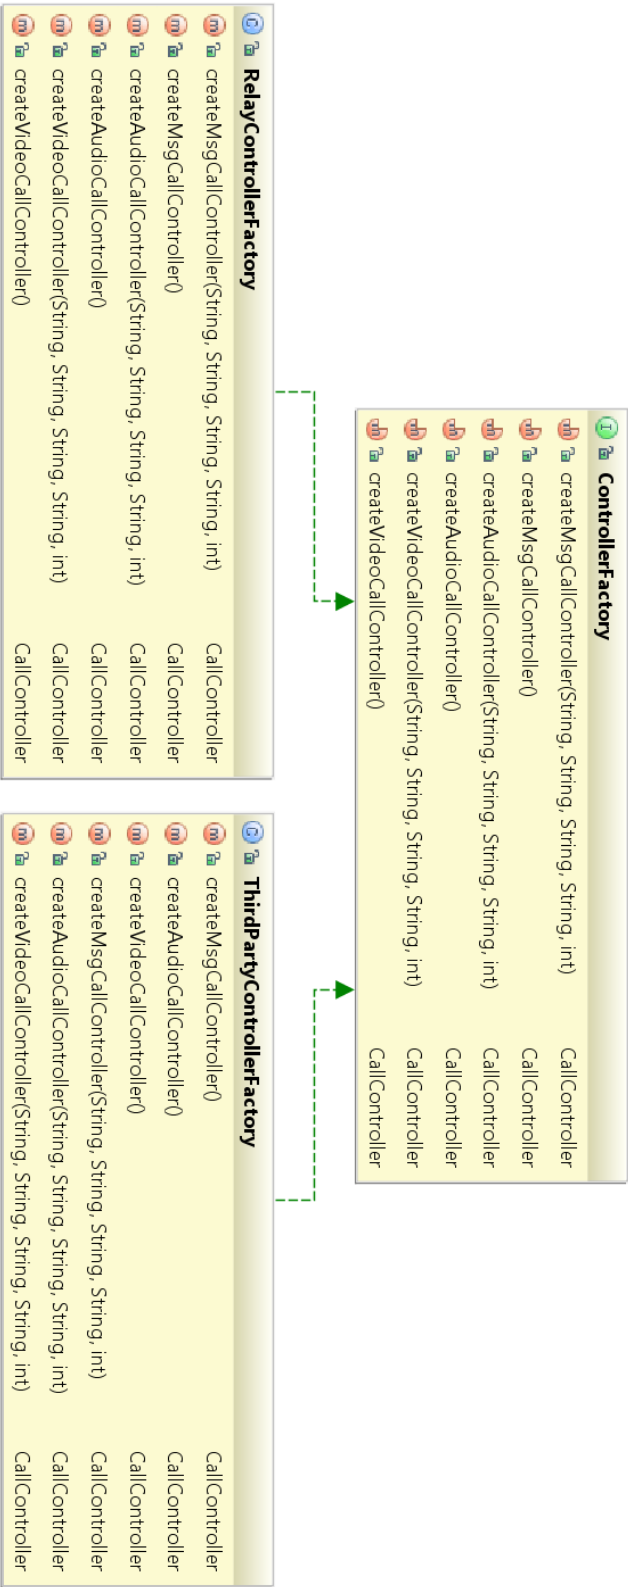 ControllerFactory
createMsgCallController(String, String, String, String, int) CallController
createMsgCallController() CallController
createAudioCallController(String, String, String, String, int) CallController
createAudioCallController() CallController
createVideoCallController(String, String, String, String, int) CallController
createVideoCallController() CallController
RelayControllerFactory
createMsgCallController(String, String, String, String, int) CallController
createMsgCallController() CallController
createAudioCallController(String, String, String, String, int) CallController
createAudioCallController() CallController
createVideoCallController(String, String, String, String, int) CallController
createVideoCallController() CallController
ThirdPartyControllerFactory
createMsgCallController() CallController
createAudioCallController() CallController
createVideoCallController() CallController
createMsgCallController(String, String, String, String, int) CallController
createAudioCallController(String, String, String, String, int) CallController
createVideoCallController(String, String, String, String, int) CallController